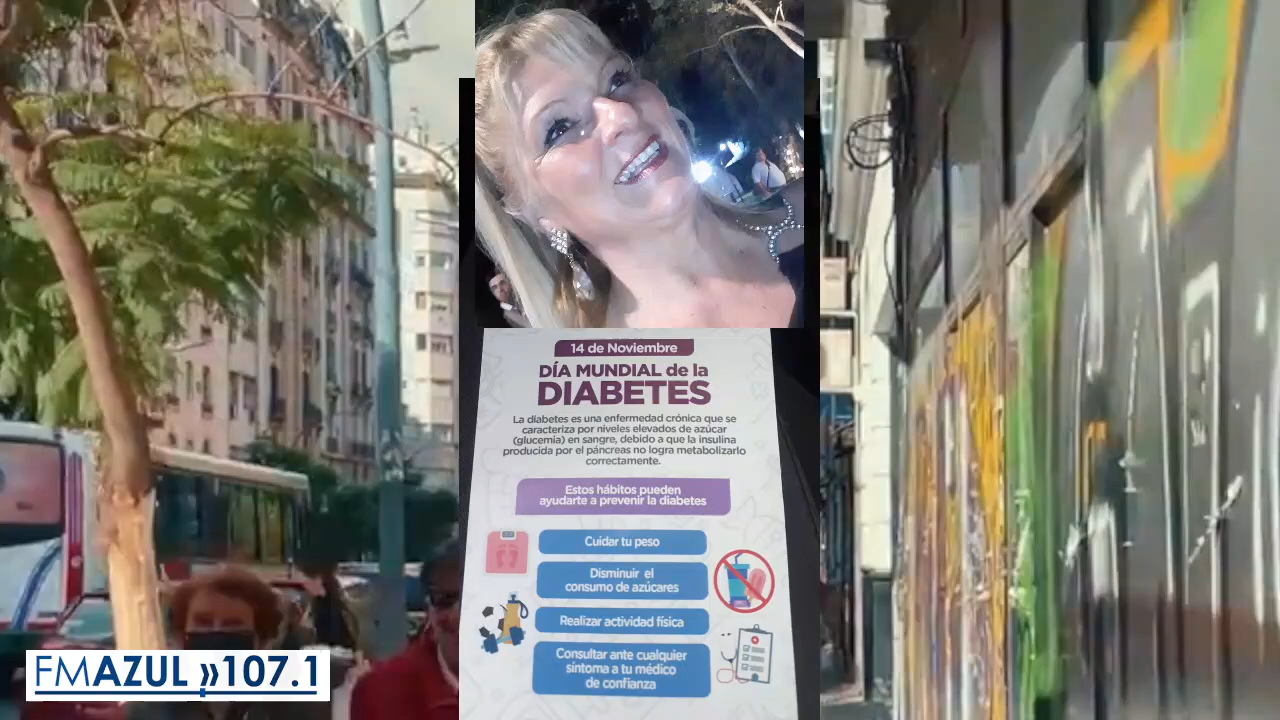 14 de Noviembre
DÍA MUNDIAL de la
DIABETES
La diabetes es una enfermedad crónica que se
caracteriza por niveles elevados de azúcar
(glucemia) en sangre, debido a que la insulina
producida por el páncreas no logra metabolizarlo
correctamente.
Estos hábitos pueden
ayudarte a prevenir la diabetes
Cuidar tu peso
Disminuir el
consumo de azúcares
Realizar actividad física
Consultar ante cualquier
síntoma a tu médico
de confianza
FMAZUL »107.1